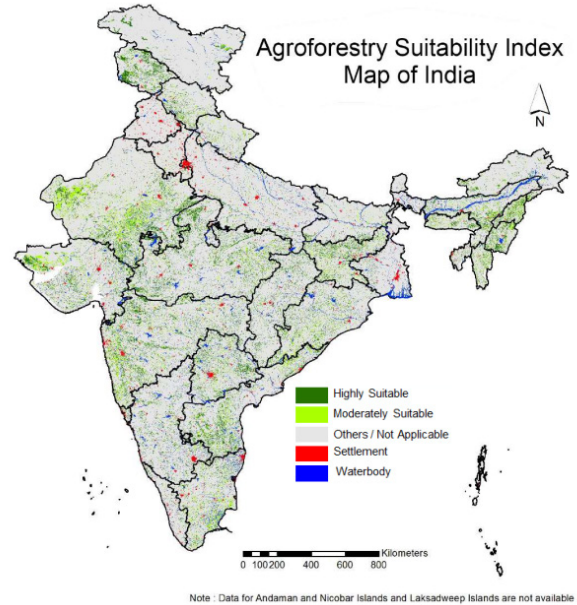 Agroforestry Suitability Index
Map of India
N
Highly Suitable
Moderately Suitable
Others / Not Applicable
Settlement
Waterbody
Kilometers
0 100 200 400 600 800
Note : Data for Andaman and Nicobar Islands and Laksadweep Islands are not available